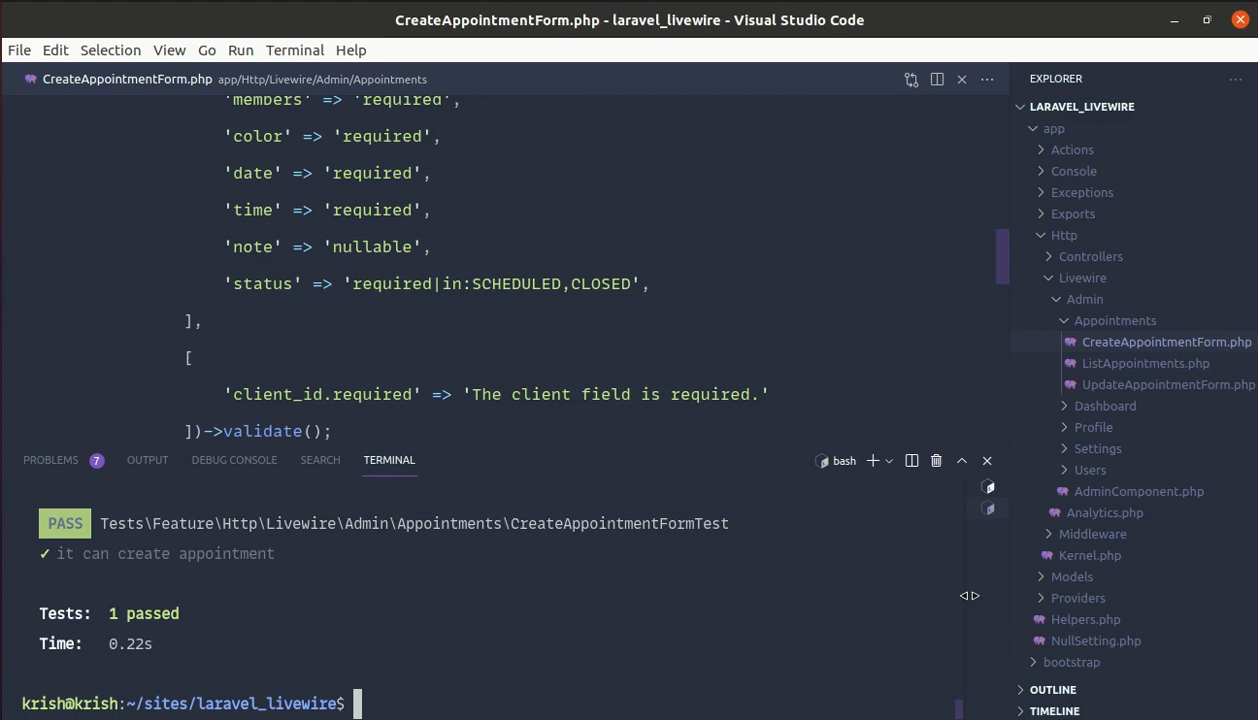 CreateAppointmentForm.php - laravel_livewire - Visual Studio Code
File Edit Selection View Go Run Terminal Help
CreateAppointmentForm.php app/Http/Livewire/Admin/Appointments
'members' => 'required',
'color' => 'required',
'date' => 'required',
'time' => 'required',
'note' => 'nullable',
'status' => 'required|in:SCHEDULED,CLOSED',
],
[
'client_id.required' => 'The client field is required.'
])->validate();
PROBLEMS 7 OUTPUT DEBUG CONSOLE SEARCH TERMINAL
bash
PASS Tests\Feature\Http\Livewire\Admin\Appointments\CreateAppointmentFormTest
✓ it can create appointment
Tests: 1 passed
Time: 0.22s
krish@krish:~/sites/laravel_livewire$
EXPLORER
LARAVEL_LIVEWIRE
app
Actions
Console
Exceptions
Exports
Http
Controllers
Livewire
Admin
Appointments
CreateAppointmentForm.php
ListAppointments.php
UpdateAppointmentForm.php
Dashboard
Profile
Settings
Users
AdminComponent.php
Analytics.php
Middleware
Kernel.php
Models
Providers
Helpers.php
NullSetting.php
bootstrap
OUTLINE
TIMELINE